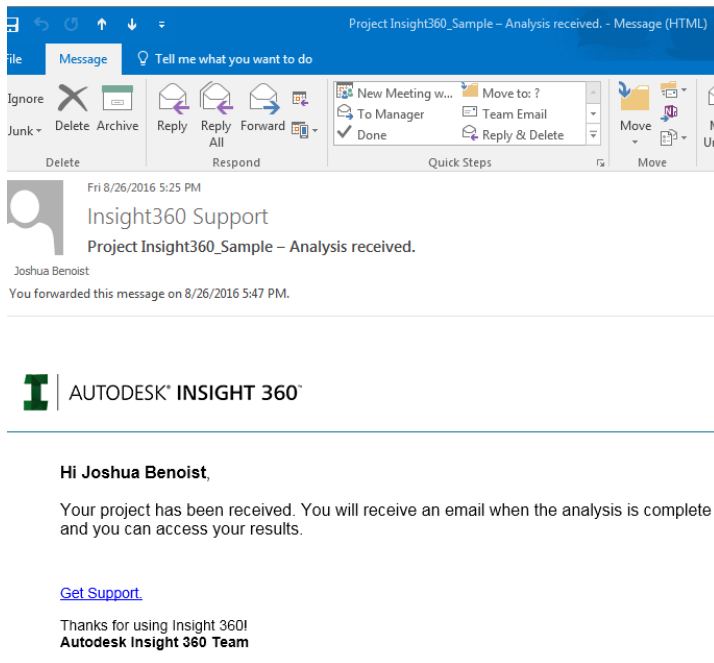 Project Insight360_Sample – Analysis received. - Message (HTML)
File Message Tell me what you want to do
Ignore
Junk
Delete Archive
Reply Reply All Forward
New Meeting w... Move to: ?
To Manager Team Email
Done Reply & Delete
Move
Delete Respond Quick Steps Move
Fri 8/26/2016 5:25 PM
Insight360 Support
Project Insight360_Sample – Analysis received.
Joshua Benoist
You forwarded this message on 8/26/2016 5:47 PM.
AUTODESK® INSIGHT 360™
Hi Joshua Benoist,
Your project has been received. You will receive an email when the analysis is complete
and you can access your results.
Get Support.
Thanks for using Insight 360!
Autodesk Insight 360 Team